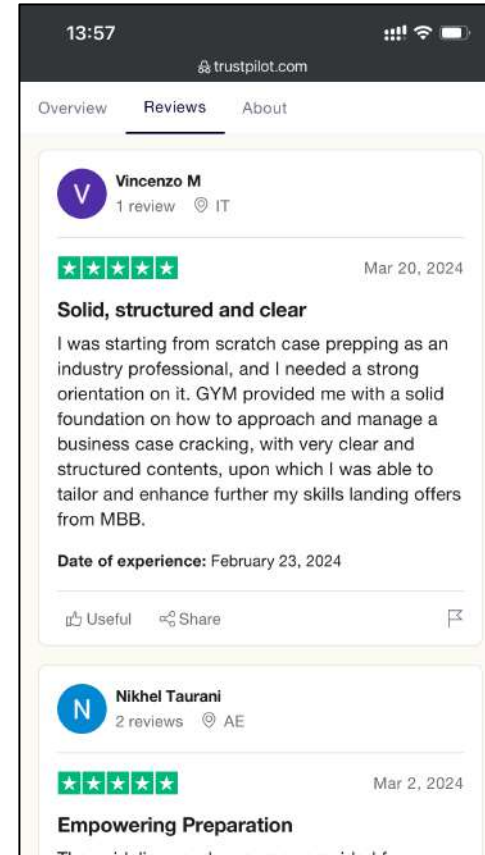 13:57
trustpilot.com
Overview Reviews About
V
Vincenzo M
1 review IT
Mar 20, 2024
Solid, structured and clear
I was starting from scratch case prepping as an
industry professional, and I needed a strong
orientation on it. GYM provided me with a solid
foundation on how to approach and manage a
business case cracking, with very clear and
structured contents, upon which I was able to
tailor and enhance further my skills landing offers
from MBB.
Date of experience: February 23, 2024
Useful Share
N
Nikhel Taurani
2 reviews AE
Mar 2, 2024
Empowering Preparation